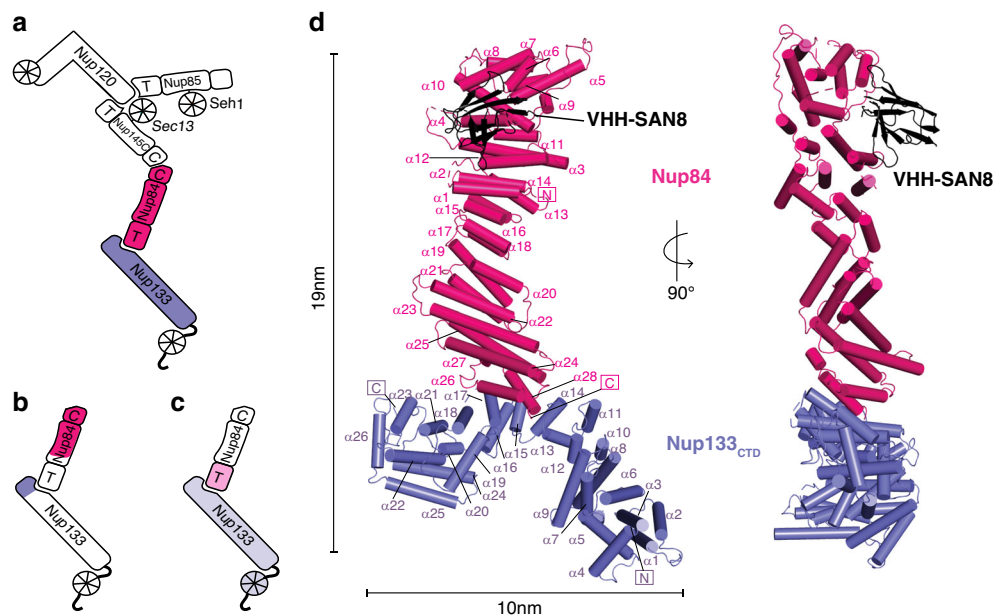 a
Nup120
T
Nup85
Seh1
Sec13
T
Nup145C
C
C
Nup84
T
Nup133
b
C
Nup84
T
Nup133
c
C
Nup84
T
Nup133
d
19nm
10nm
α7
α8
α6
α5
α10
α9
α4
VHH-SAN8
α11
α12
α3
α2
α14
N
α1
α13
α15
α16
α17
α18
α19
α21
α20
α23
α22
α25
α24
α27
α26
α28
C
Nup84
90°
VHH-SAN8
C
α23
α21
α17
α14
α18
α11
α26
α15
α13
α10
α8
α16
α12
α6
α19
α3
α22
α24
α2
α25
α20
α9
α7
α5
α1
α4
N
Nup133CTD